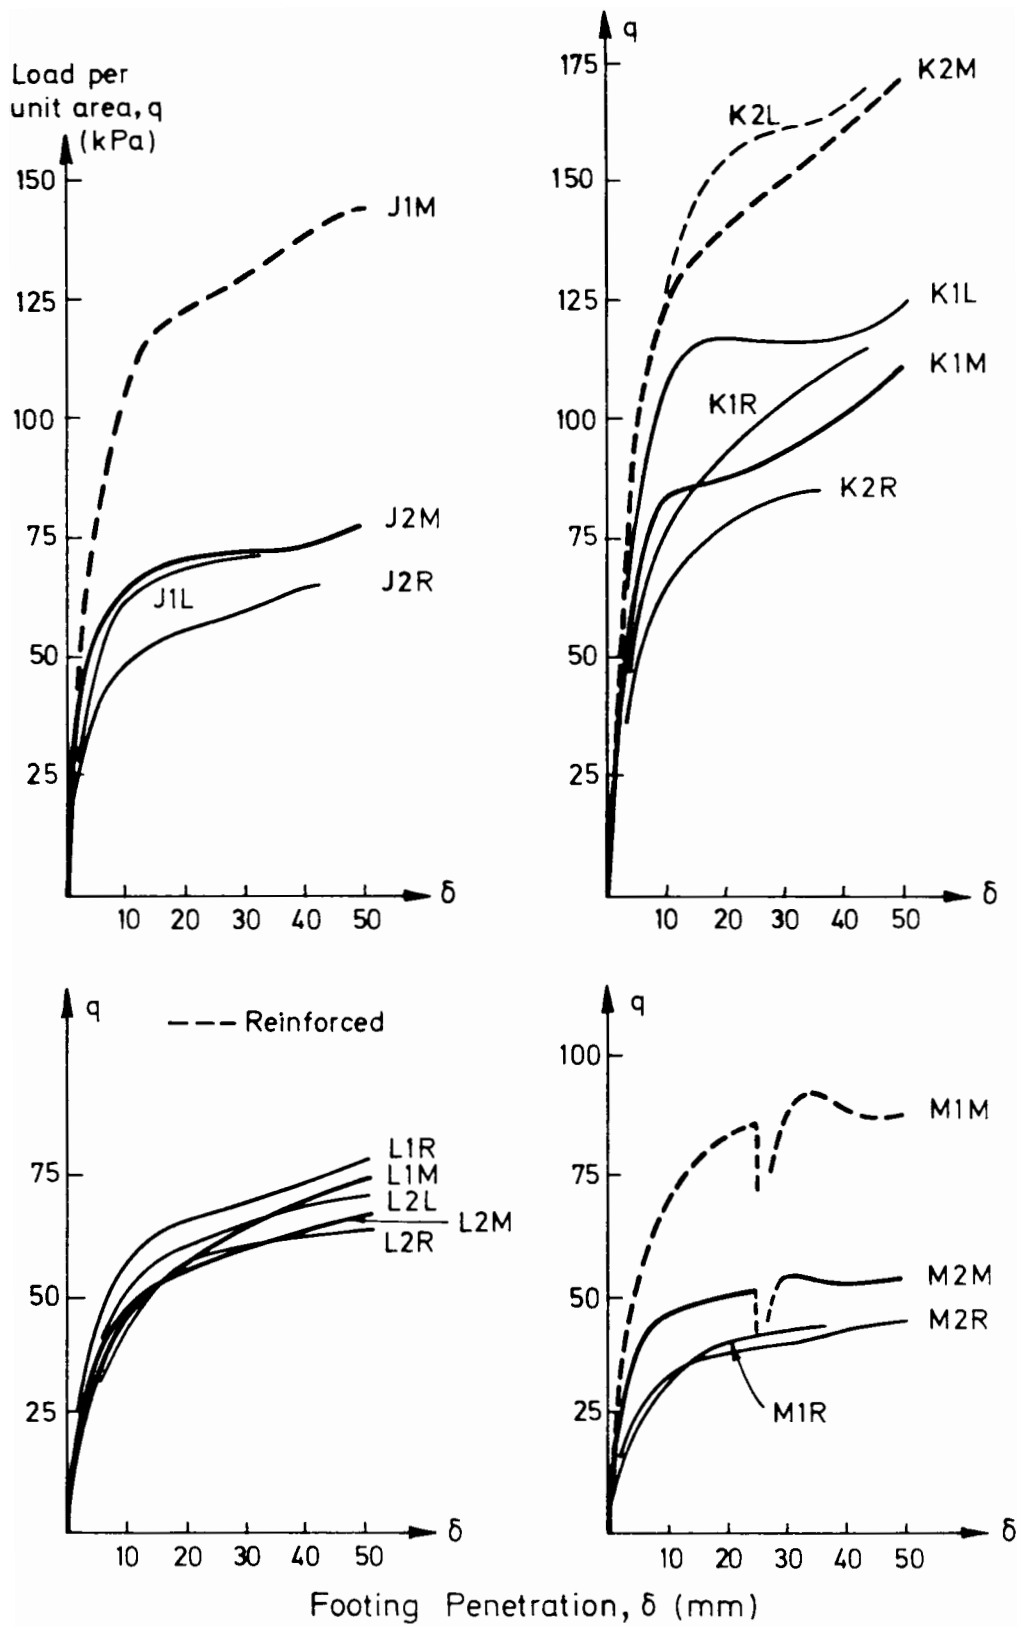 Load per
unit area, q
(kPa)
150
125
100
75
50
25
J1M
J2M
J1L
J2R
10 20 30 40 50
δ
q
175
150
125
100
75
50
25
K2M
K2L
K1L
K1M
K1R
K2R
10 20 30 40 50
δ
q
--- Reinforced
75
50
25
L1R
L1M
L2L
L2M
L2R
10 20 30 40 50
δ
q
100
75
50
25
M1M
M2M
M2R
M1R
10 20 30 40 50
δ
Footing Penetration, δ (mm)